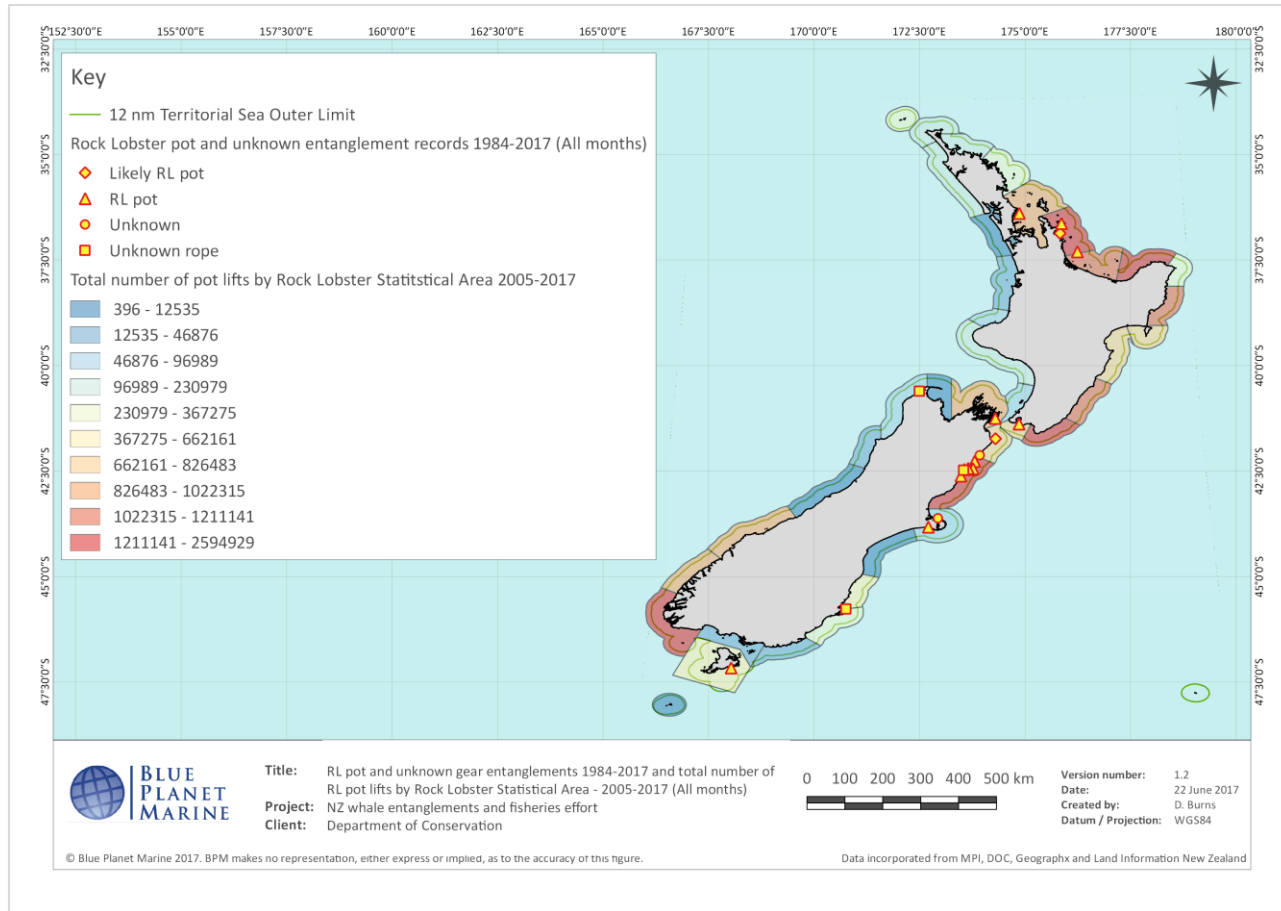 152°30'0"E 155°0'0"E 157°30'0"E 160°0'0"E 162°30'0"E 165°0'0"E 167°30'0"E 170°0'0"E 172°30'0"E 175°0'0"E 177°30'0"E 180°0'0"E
32°30'0"S 32°30'0"S
Key
12 nm Territorial Sea Outer Limit
Rock Lobster pot and unknown entanglement records 1984-2017 (All months)
Likely RL pot
RL pot
Unknown
Unknown rope
Total number of pot lifts by Rock Lobster Statitstical Area 2005-2017
396 - 12535
12535 - 46876
46876 - 96989
96989 - 230979
230979 - 367275
367275 - 662161
662161 - 826483
826483 - 1022315
1022315 - 1211141
1211141 - 2594929
35°0'0"S 35°0'0"S
37°30'0"S 37°30'0"S
40°0'0"S 40°0'0"S
42°30'0"S 42°30'0"S
45°0'0"S 45°0'0"S
47°30'0"S 47°30'0"S
BLUE
PLANET
MARINE
Title: RL pot and unknown gear entanglements 1984-2017 and total number of
RL pot lifts by Rock Lobster Statistical Area - 2005-2017 (All months)
Project: NZ whale entanglements and fisheries effort
Client: Department of Conservation
0 100 200 300 400 500 km
Version number: 1.2
Date: 22 June 2017
Created by: D. Burns
Datum / Projection: WGS84
© Blue Planet Marine 2017. BPM makes no representation, either express or implied, as to the accuracy of this figure.
Data incorporated from MPI, DOC, Geographx and Land Information New Zealand